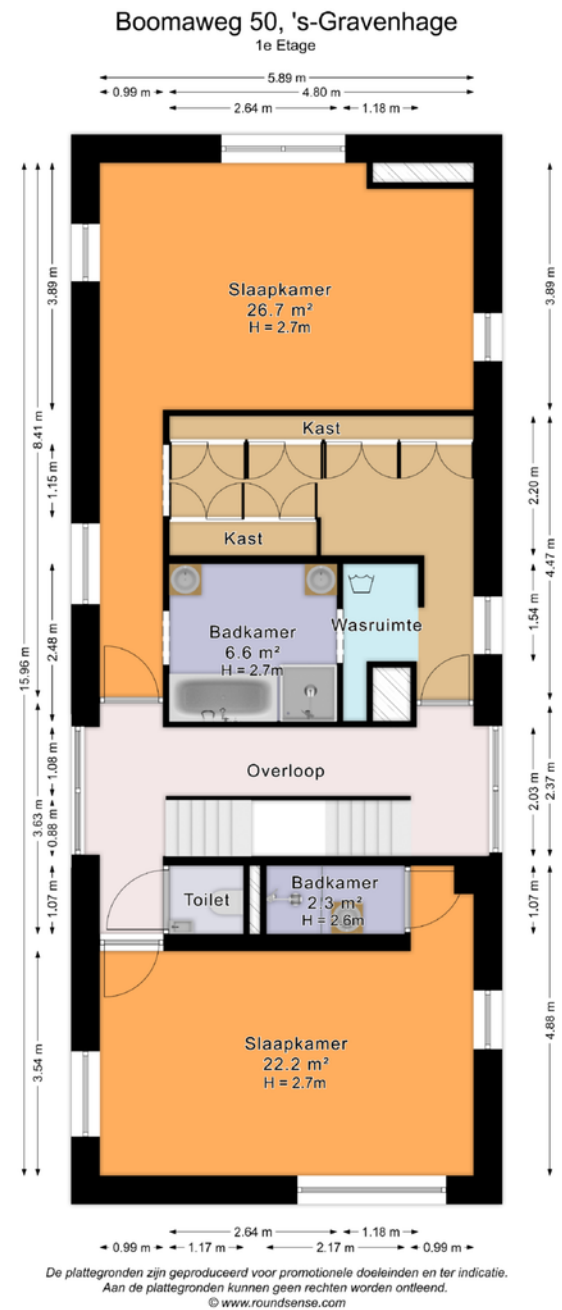 Boomaweg 50, 's-Gravenhage
1e Etage
5.89 m
0.99 m
4.80 m
2.64 m
1.18 m
3.89 m
8.41 m
1.15 m
2.48 m
15.96 m
1.08 m
0.88 m
3.63 m
1.07 m
3.54 m
3.89 m
2.20 m
4.47 m
1.54 m
2.03 m
2.37 m
1.07 m
4.88 m
Slaapkamer
26.7 m²
H = 2.7m
Kast
Kast
Badkamer
6.6 m²
H = 2.7m
Wasruimte
Overloop
Toilet
Badkamer
2.3 m²
H = 2.6m
Slaapkamer
22.2 m²
H = 2.7m
2.64 m
1.18 m
0.99 m
1.17 m
2.17 m
0.99 m
De plattegronden zijn geproduceerd voor promotionele doeleinden en ter indicatie.
Aan de plattegronden kunnen geen rechten worden ontleend.
© www.roundsense.com